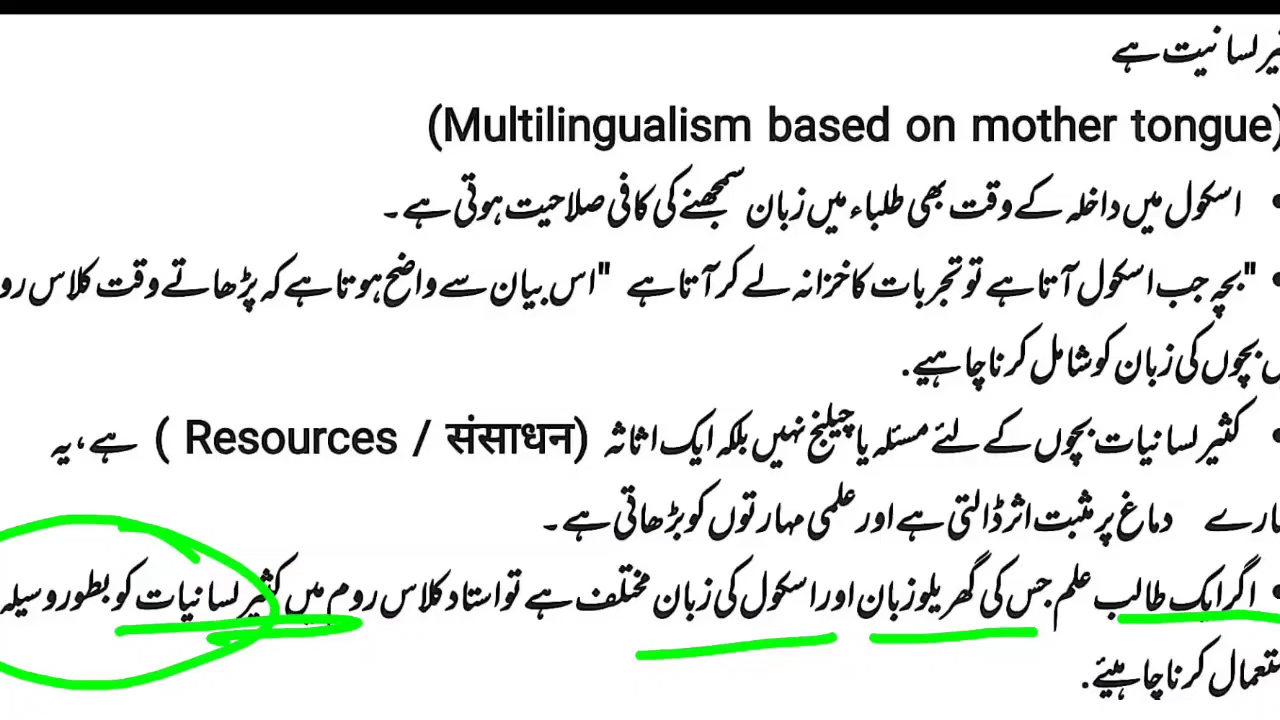 لسانیت ہے
(Multilingualism based on mother tongue)
• اسکول میں داخلہ کے وقت بھی طلباء میں زبان سمجھنے کی کافی صلاحیت ہوتی ہے۔
• "بچہ جب اسکول آتا ہے تو تجربات کا خزانہ لے کر آتا ہے "اس بیان سے واضح ہوتا ہے کہ پڑھاتے وقت کلاس رو
بچوں کی زبان کو شامل کرنا چاہیے.
• کثیر لسانیات بچوں کے لئے مسئلہ یا چیلنج نہیں بلکہ ایک اثاثہ (Resources / संसाधन ) ہے، یہ
دماغ پر مثبت اثر ڈالتی ہے اور علمی مہارتوں کو بڑھاتی ہے۔
• اگر ایک طالب علم جس کی گھریلو زبان اور اسکول کی زبان مختلف ہے تو استاد کلاس روم میں کثیر لسانیات کو بطور وسیلہ
کرنا چاہیئے.